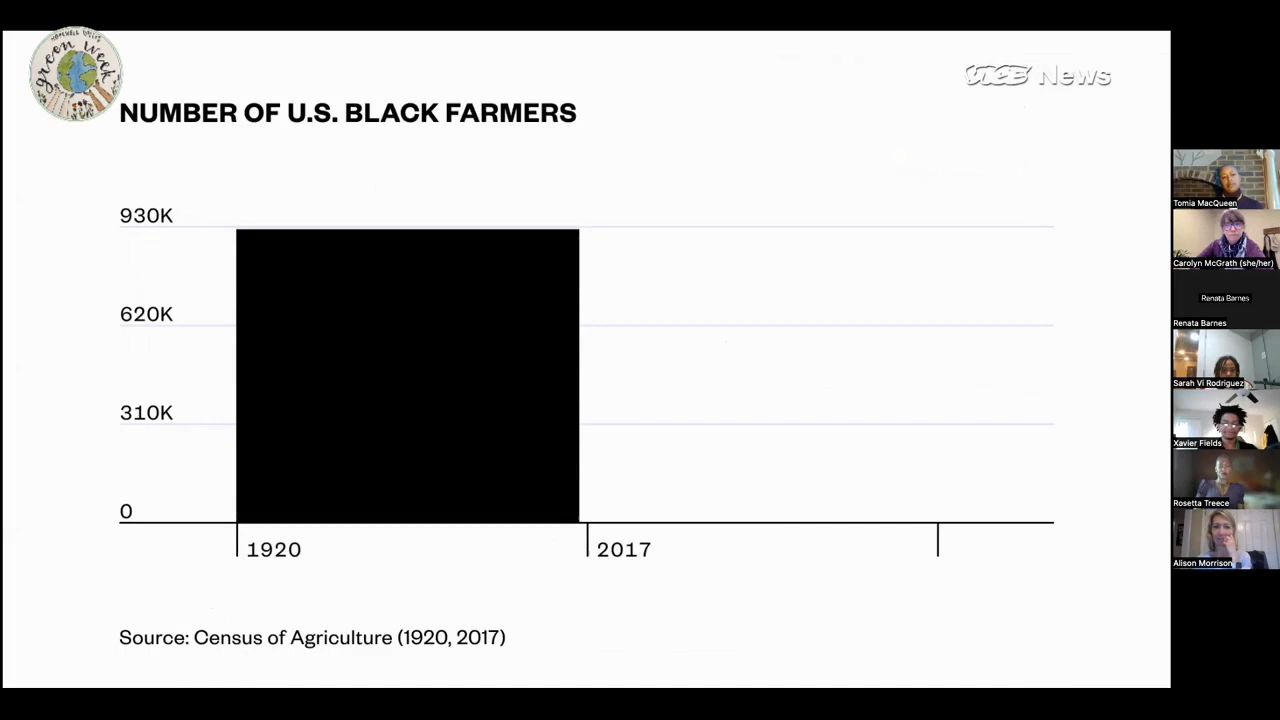 HOPEWELL VALLEY
green week
VICE News
NUMBER OF U.S. BLACK FARMERS
930K
620K
310K
0
1920
2017
Source: Census of Agriculture (1920, 2017)
Tomia MacQueen
Carolyn McGrath (she/her)
Renata Barnes
Renata Barnes
Sarah Vi Rodriguez
Xavier Fields
Rosetta Treece
Alison Morrison